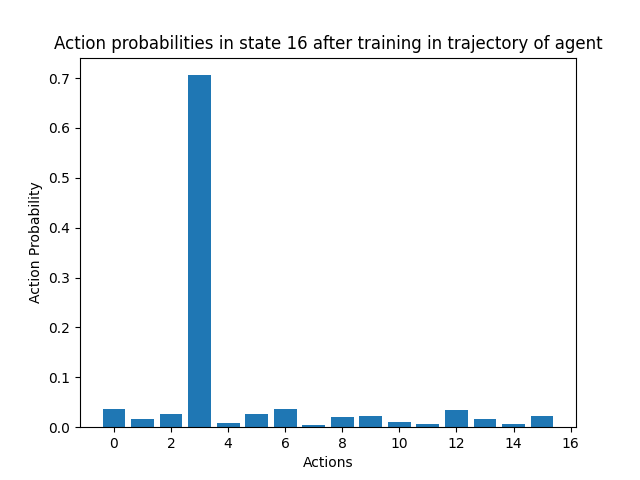 Action probabilities in state 16 after training in trajectory of agent
0.7
0.6
0.5
0.4
0.3
0.2
0.1
0.0
Action Probability
0 2 4 6 8 10 12 14 16
Actions